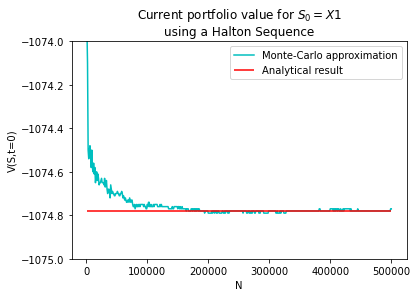 Current portfolio value for S₀ = X1
using a Halton Sequence
Monte-Carlo approximation
Analytical result
V(S,t=0)
−1074.0
−1074.2
−1074.4
−1074.6
−1074.8
−1075.0
0
100000
200000
300000
400000
500000
N